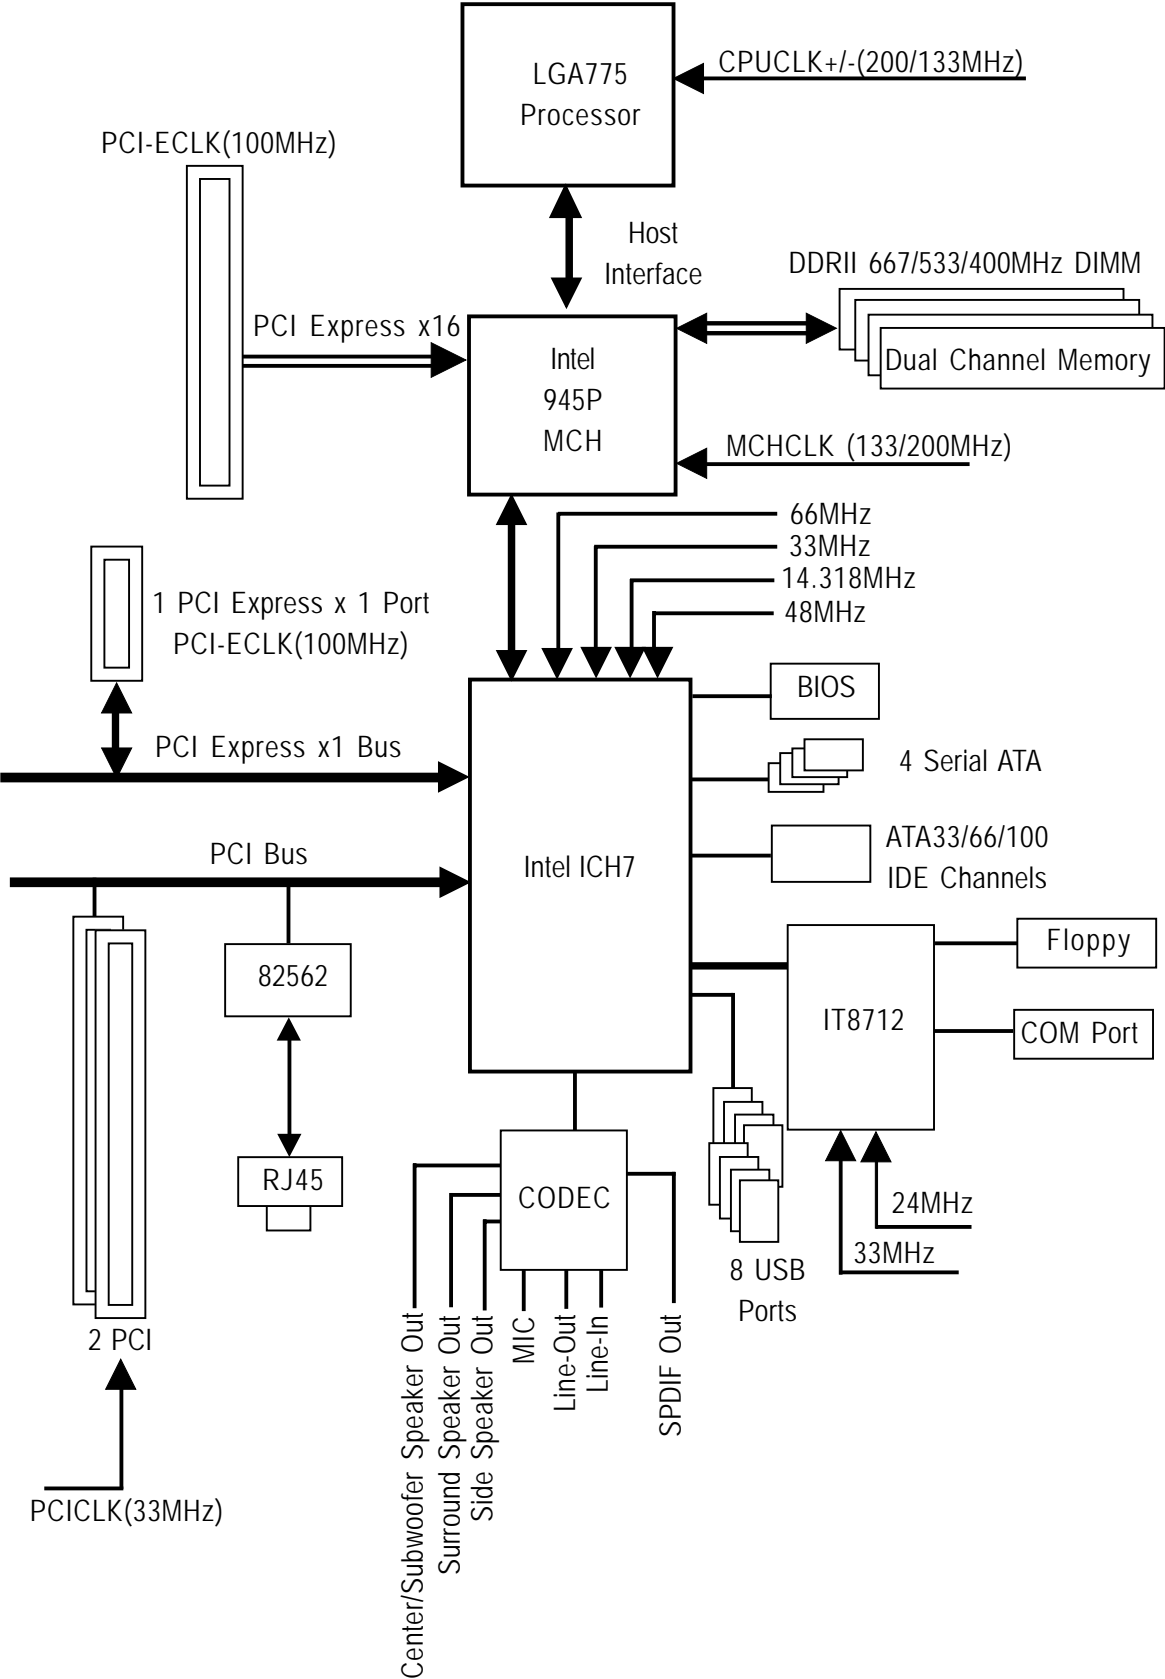 LGA775
Processor
CPUCLK+/-(200/133MHz)
PCI-ECLK(100MHz)
Host
Interface
DDRII 667/533/400MHz DIMM
Dual Channel Memory
PCI Express x16
Intel
945P
MCH
MCHCLK (133/200MHz)
66MHz
33MHz
14.318MHz
48MHz
1 PCI Express x 1 Port
PCI-ECLK(100MHz)
PCI Express x1 Bus
BIOS
4 Serial ATA
PCI Bus
Intel ICH7
ATA33/66/100
IDE Channels
82562
IT8712
Floppy
COM Port
RJ45
CODEC
24MHz
33MHz
8 USB
Ports
2 PCI
PCICLK(33MHz)
Center/Subwoofer Speaker Out
Surround Speaker Out
Side Speaker Out
MIC
Line-Out
Line-In
SPDIF Out